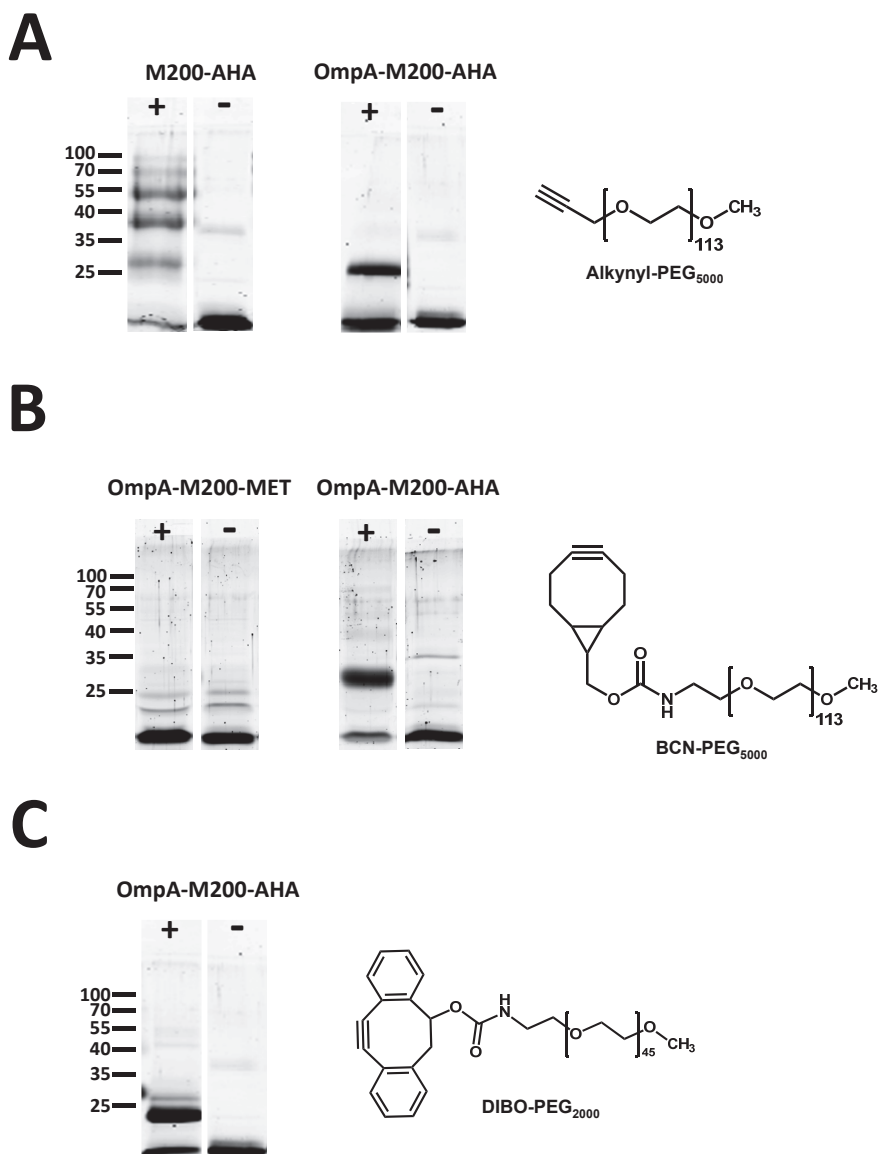 A
M200-AHA OmpA-M200-AHA
+ - + -
100
70
55
40
35
25
O O CH3
113
Alkynyl-PEG5000
B
OmpA-M200-MET OmpA-M200-AHA
+ - + -
100
70
55
40
35
25
O
O N H O O CH3
113
BCN-PEG5000
C
OmpA-M200-AHA
+ -
100
70
55
40
35
25
O H N O O CH3
O
45
DIBO-PEG2000